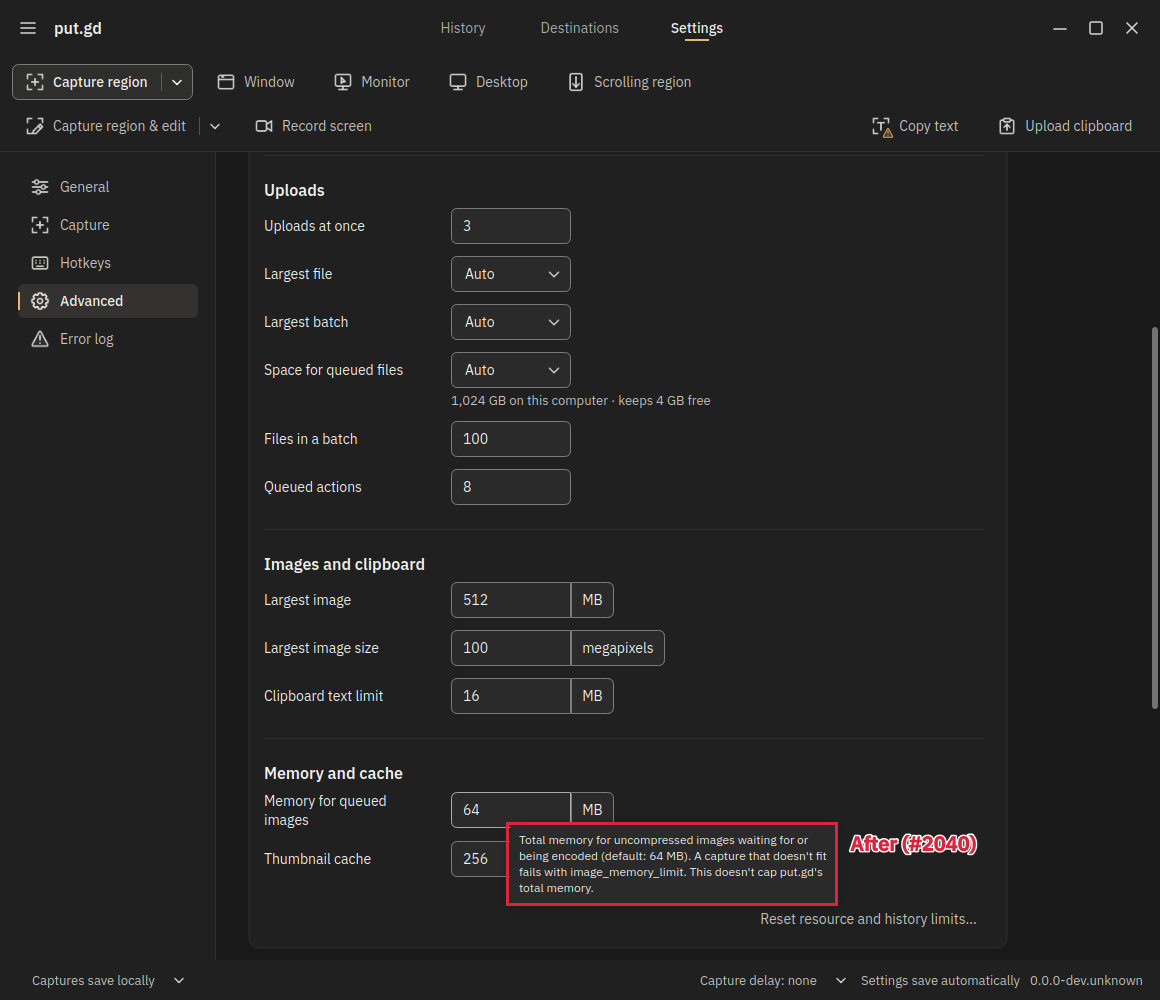 put.gd
History
Destinations
Settings
Capture region
Window
Monitor
Desktop
Scrolling region
Capture region & edit
Record screen
Copy text
Upload clipboard
General
Capture
Hotkeys
Advanced
Error log
Uploads
Uploads at once
3
Largest file
Auto
Largest batch
Auto
Space for queued files
Auto
1,024 GB on this computer · keeps 4 GB free
Files in a batch
100
Queued actions
8
Images and clipboard
Largest image
512
MB
Largest image size
100
megapixels
Clipboard text limit
16
MB
Memory and cache
Memory for queued
images
64
MB
Thumbnail cache
256
Total memory for uncompressed images waiting for or
being encoded (default: 64 MB). A capture that doesn't fit
fails with image_memory_limit. This doesn't cap put.gd's
total memory.
After (#2040)
Reset resource and history limits...
Captures save locally
Capture delay: none
Settings save automatically
0.0.0-dev.unknown